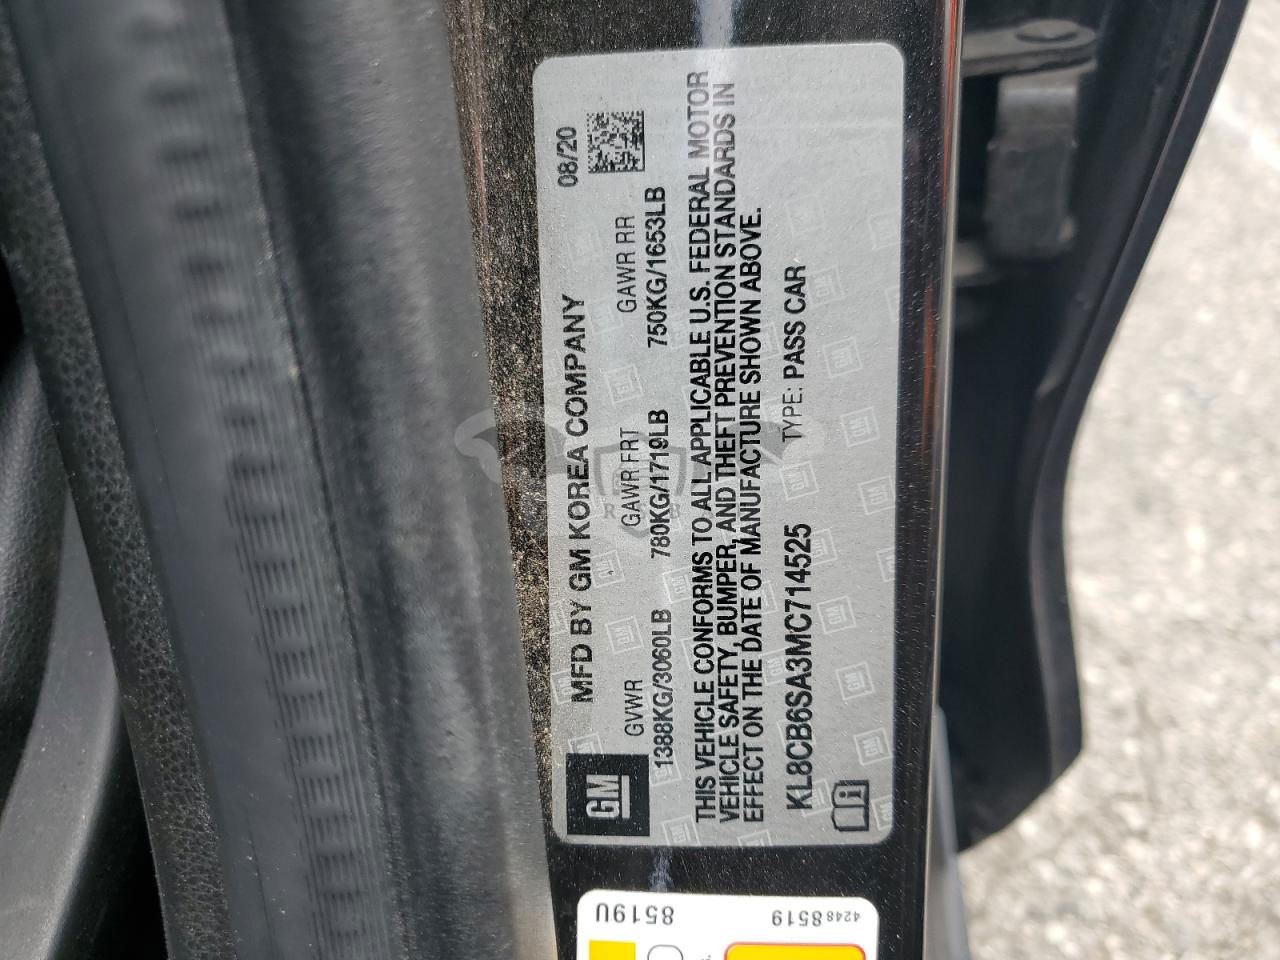 MFD BY GM KOREA COMPANY 08/20
GM
GVWR GAWR FRT GAWR RR
1388KG/3060LB 780KG/1719LB 750KG/1653LB
THIS VEHICLE CONFORMS TO ALL APPLICABLE U.S. FEDERAL MOTOR
VEHICLE SAFETY, BUMPER, AND THEFT PREVENTION STANDARDS IN
EFFECT ON THE DATE OF MANUFACTURE SHOWN ABOVE.
KL8CB6SA3MC714525 TYPE: PASS CAR
8519U
42488519